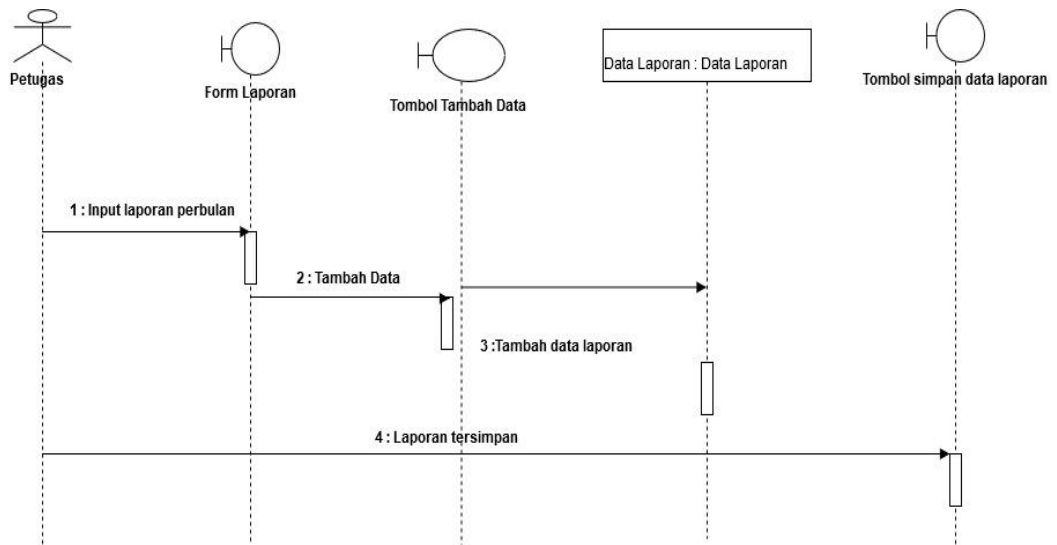 Petugas
Form Laporan
Tombol Tambah Data
Data Laporan : Data Laporan
Tombol simpan data laporan
1 : Input laporan perbulan
2 : Tambah Data
3 :Tambah data laporan
4 : Laporan tersimpan